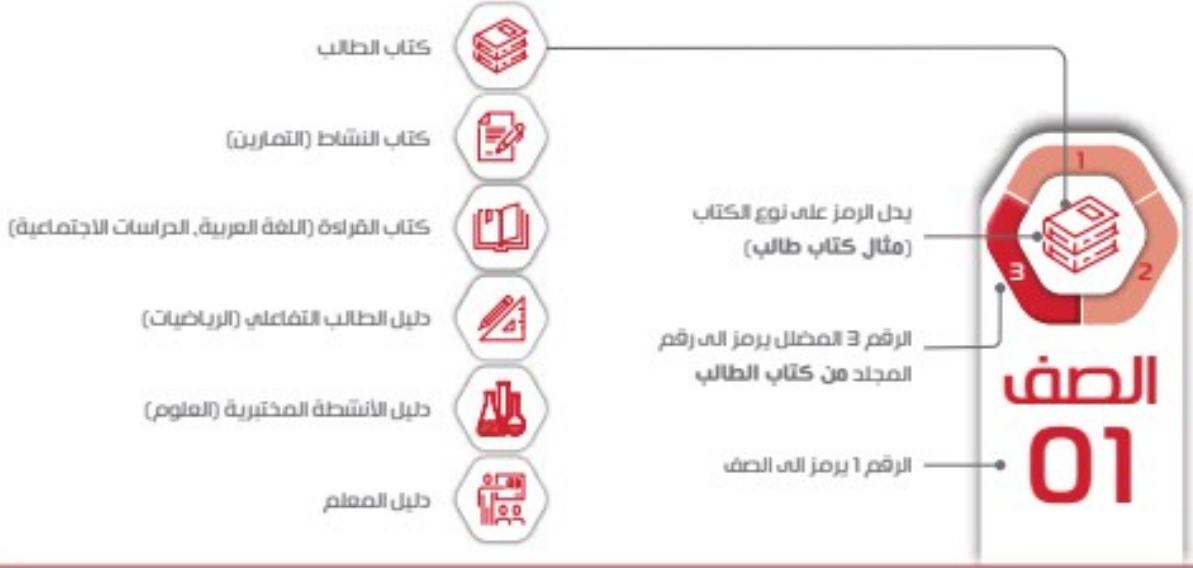 1
2
3
الصف
01
يدل الرمز على نوع الكتاب
(مثال كتاب طالب)
الرقم 3 المضلل يرمز الى رقم
المجلد من كتاب الطالب
الرقم 1 يرمز الى الصف
كتاب الطالب
كتاب النشاط (التمارين)
كتاب القراءة (اللغة العربية, الدراسات الاجتماعية)
دليل الطالب التفاعلي (الرياضيات)
دليل الأنشطة المختبرية (العلوم)
دليل المعلم